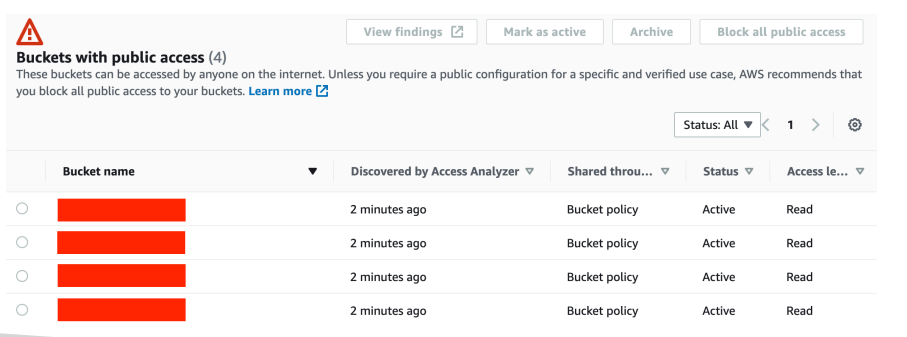 View findings Mark as active Archive Block all public access
Buckets with public access (4)
These buckets can be accessed by anyone on the internet. Unless you require a public configuration for a specific and verified use case, AWS recommends that
you block all public access to your buckets. Learn more
Status: All 1
Bucket name Discovered by Access Analyzer Shared throu... Status Access le...
2 minutes ago Bucket policy Active Read
2 minutes ago Bucket policy Active Read
2 minutes ago Bucket policy Active Read
2 minutes ago Bucket policy Active Read